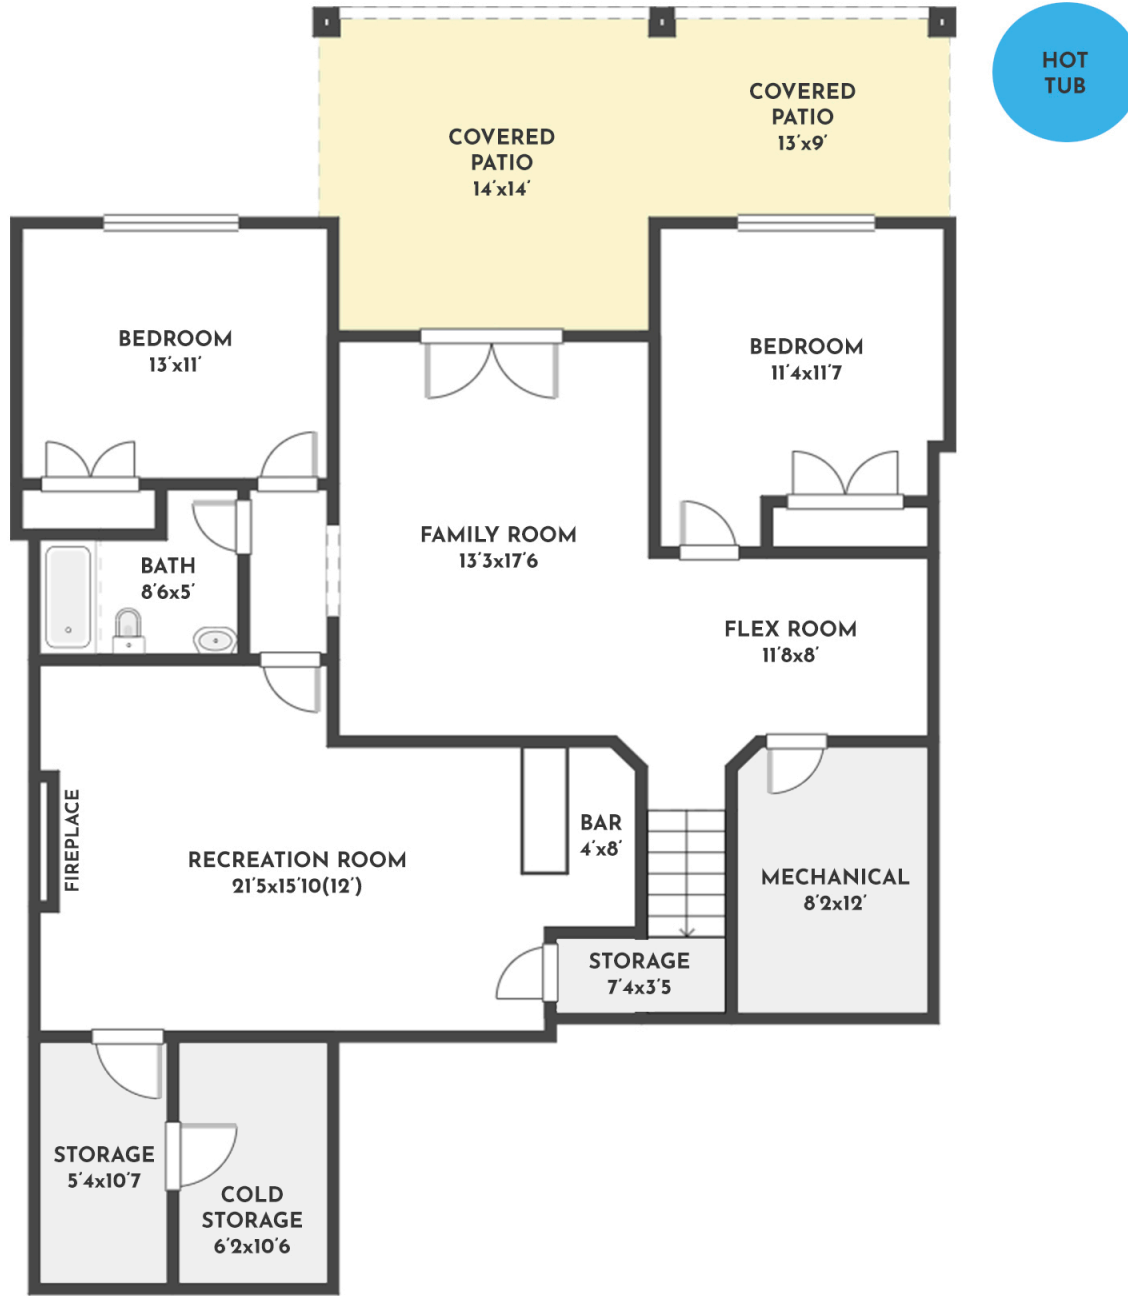 HOT
TUB
COVERED
PATIO
13'x9'
COVERED
PATIO
14'x14'
BEDROOM
13'x11'
BEDROOM
11'4x11'7
FAMILY ROOM
13'3x17'6
BATH
8'6x5'
FLEX ROOM
11'8x8'
FIREPLACE
RECREATION ROOM
21'5x15'10(12')
BAR
4'x8'
MECHANICAL
8'2x12'
STORAGE
7'4x3'5
STORAGE
5'4x10'7
COLD
STORAGE
6'2x10'6